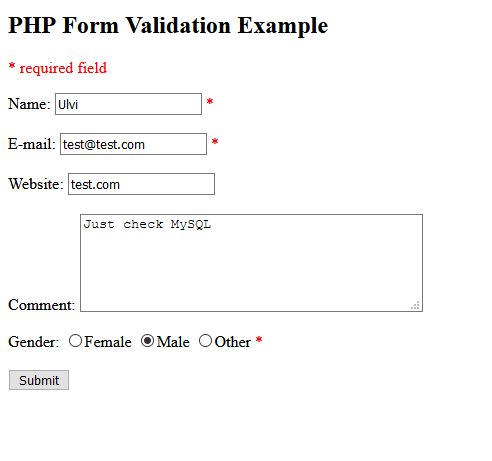 PHP Form Validation Example
* required field
Name: Ulvi *
E-mail: test@test.com *
Website: test.com
Just check MySQL
Comment:
Gender: Female Male Other *
Submit